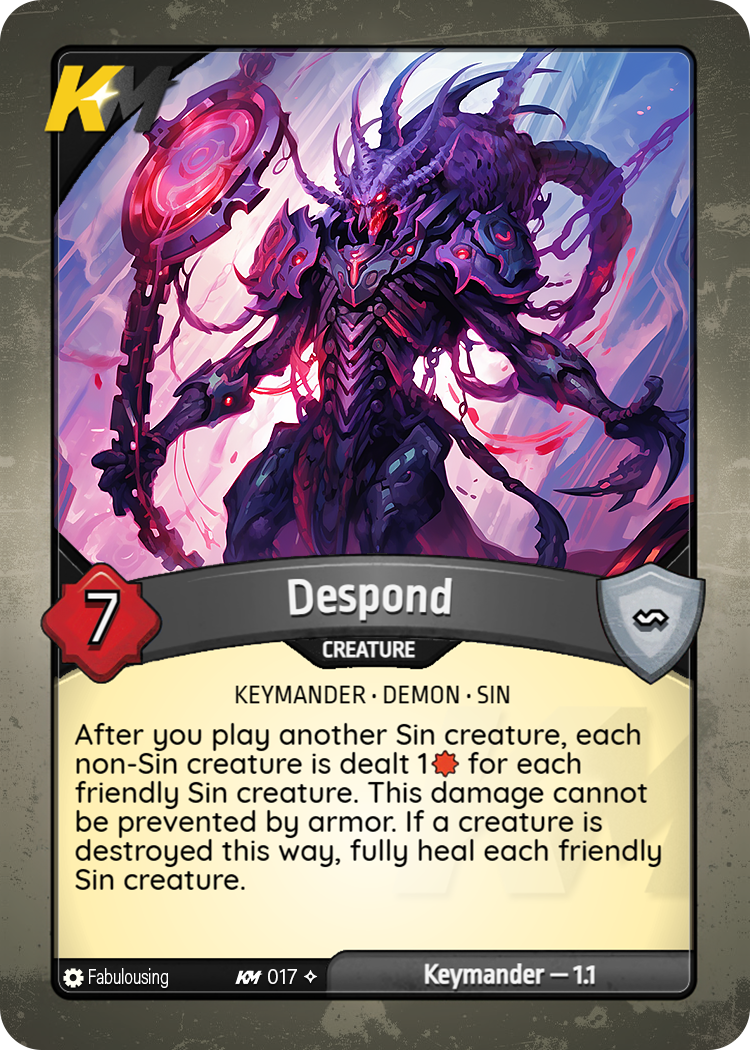 KM
Despond
7
CREATURE
KEYMANDER · DEMON · SIN
After you play another Sin creature, each
non-Sin creature is dealt 1 for each
friendly Sin creature. This damage cannot
be prevented by armor. If a creature is
destroyed this way, fully heal each friendly
Sin creature.
Fabulousing
KM 017
Keymander — 1.1